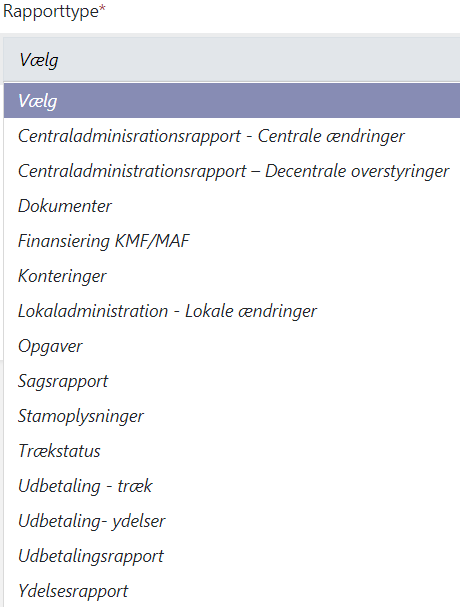 Rapporttype*
Vælg
Vælg
Centraladminisrationsrapport - Centrale ændringer
Centraladministrationsrapport – Decentrale overstyringer
Dokumenter
Finansiering KMF/MAF
Konteringer
Lokaladministration - Lokale ændringer
Opgaver
Sagsrapport
Stamoplysninger
Trækstatus
Udbetaling - træk
Udbetaling- ydelser
Udbetalingsrapport
Ydelsesrapport